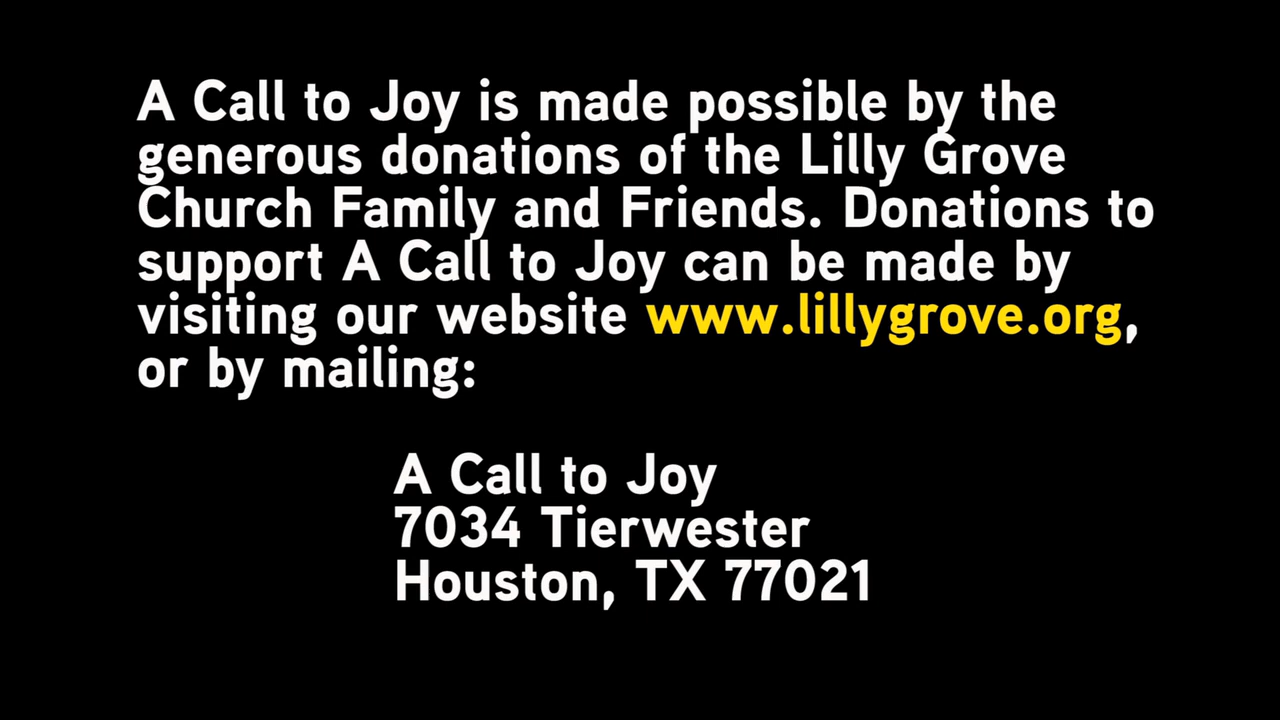 A Call to Joy is made possible by the
generous donations of the Lilly Grove
Church Family and Friends. Donations to
support A Call to Joy can be made by
visiting our website www.lillygrove.org,
or by mailing:
A Call to Joy
7034 Tierwester
Houston, TX 77021